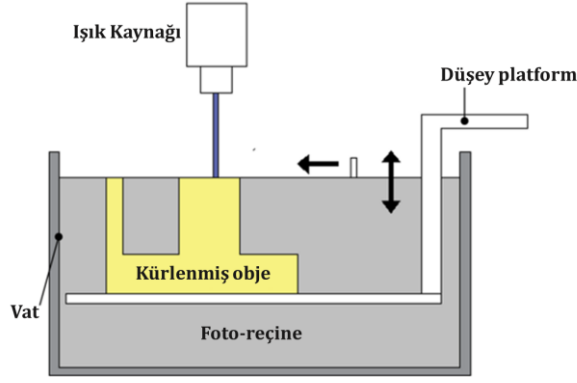 Işık Kaynağı
Düşey platform
Kürlenmiş obje
Vat
Foto-reçine